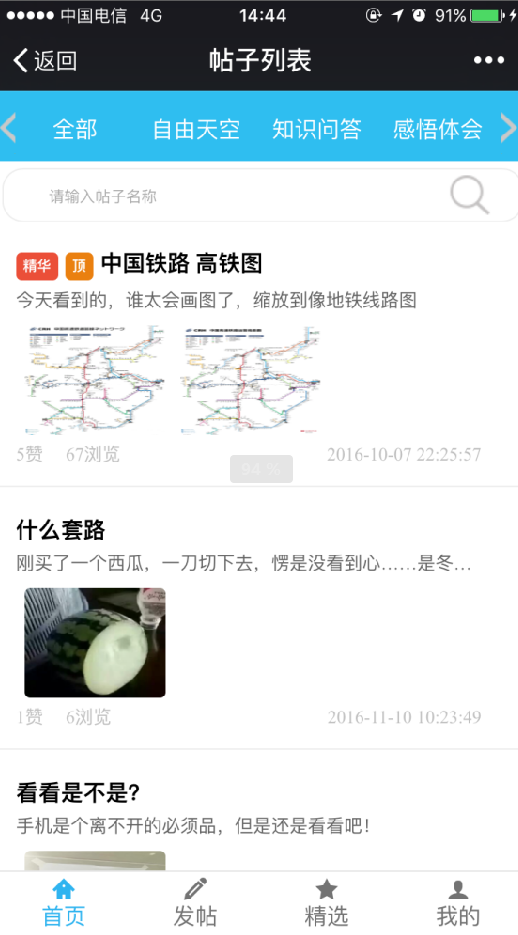 中国电信 4G 14:44 91%
返回 帖子列表
全部 自由天空 知识问答 感悟体会
请输入帖子名称
精华 顶 中国铁路 高铁图
今天看到的，谁太会画图了，缩放到像地铁线路图
5赞 67浏览 2016-10-07 22:25:57
94 %
什么套路
刚买了一个西瓜，一刀切下去，愣是没看到心……是冬...
1赞 6浏览 2016-11-10 10:23:49
看看是不是?
手机是个离不开的必须品，但是还是看看吧！
首页 发帖 精选 我的